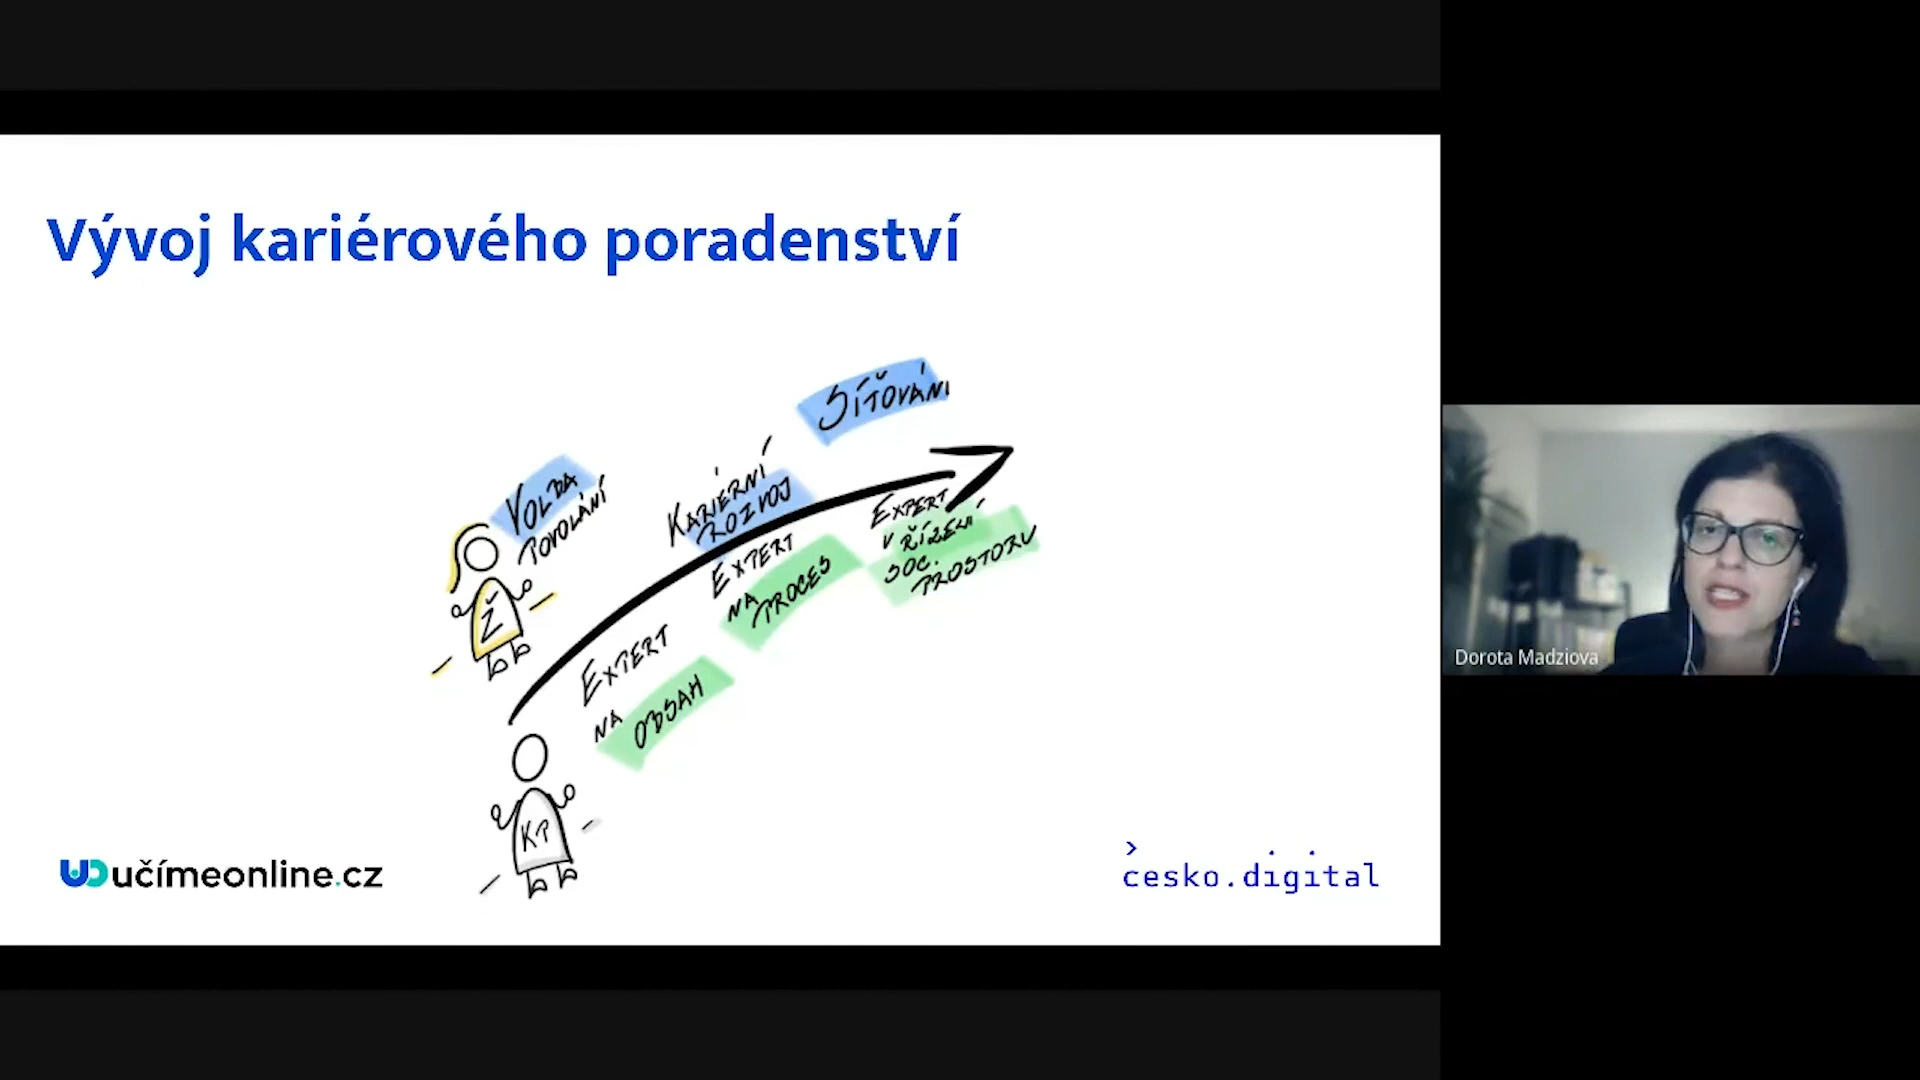 Vývoj kariérového poradenství
SÍŤOVÁNÍ
VOLBA
POVOLÁNÍ
KARIÉRNÍ
ROZVOJ
EXPERT
V ŘÍZENÍ
SOC.
PROSTORU
EXPERT
NA
PROCES
Ž
EXPERT
NA
OBSAH
KP
Dorota Madziova
učímeonline.cz
cesko.digital